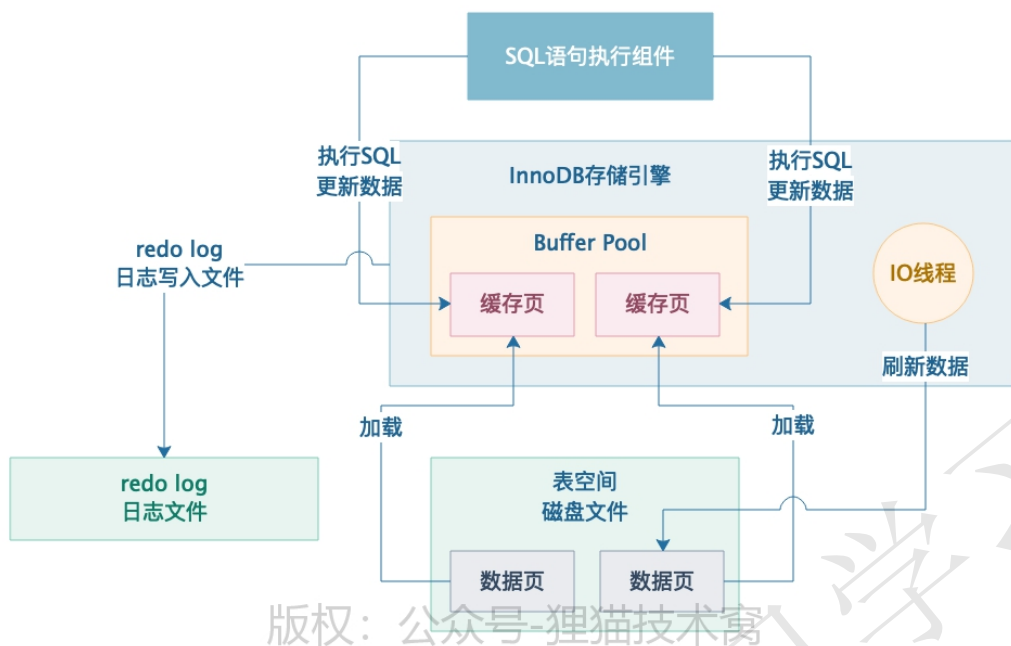 SQL语句执行组件
执行SQL
更新数据
InnoDB存储引擎
执行SQL
更新数据
Buffer Pool
redo log
日志写入文件
缓存页
缓存页
IO线程
刷新数据
加载
加载
redo log
日志文件
表空间
磁盘文件
数据页
数据页
版权：公众号-狸猫技术窝
学